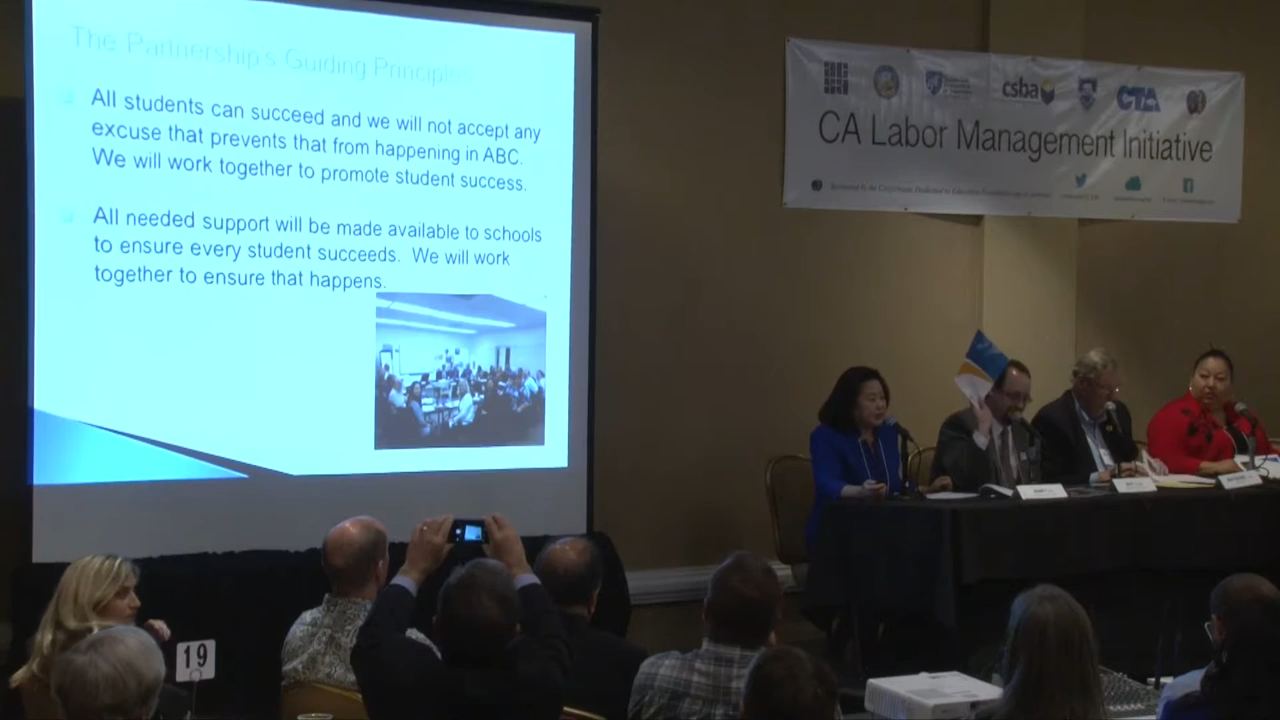 The Partnership's Guiding Principles
All students can succeed and we will not accept any
excuse that prevents that from happening in ABC.
We will work together to promote student success.
All needed support will be made available to schools
to ensure every student succeeds. We will work
together to ensure that happens.
csba
CTA
CA Labor Management Initiative
19